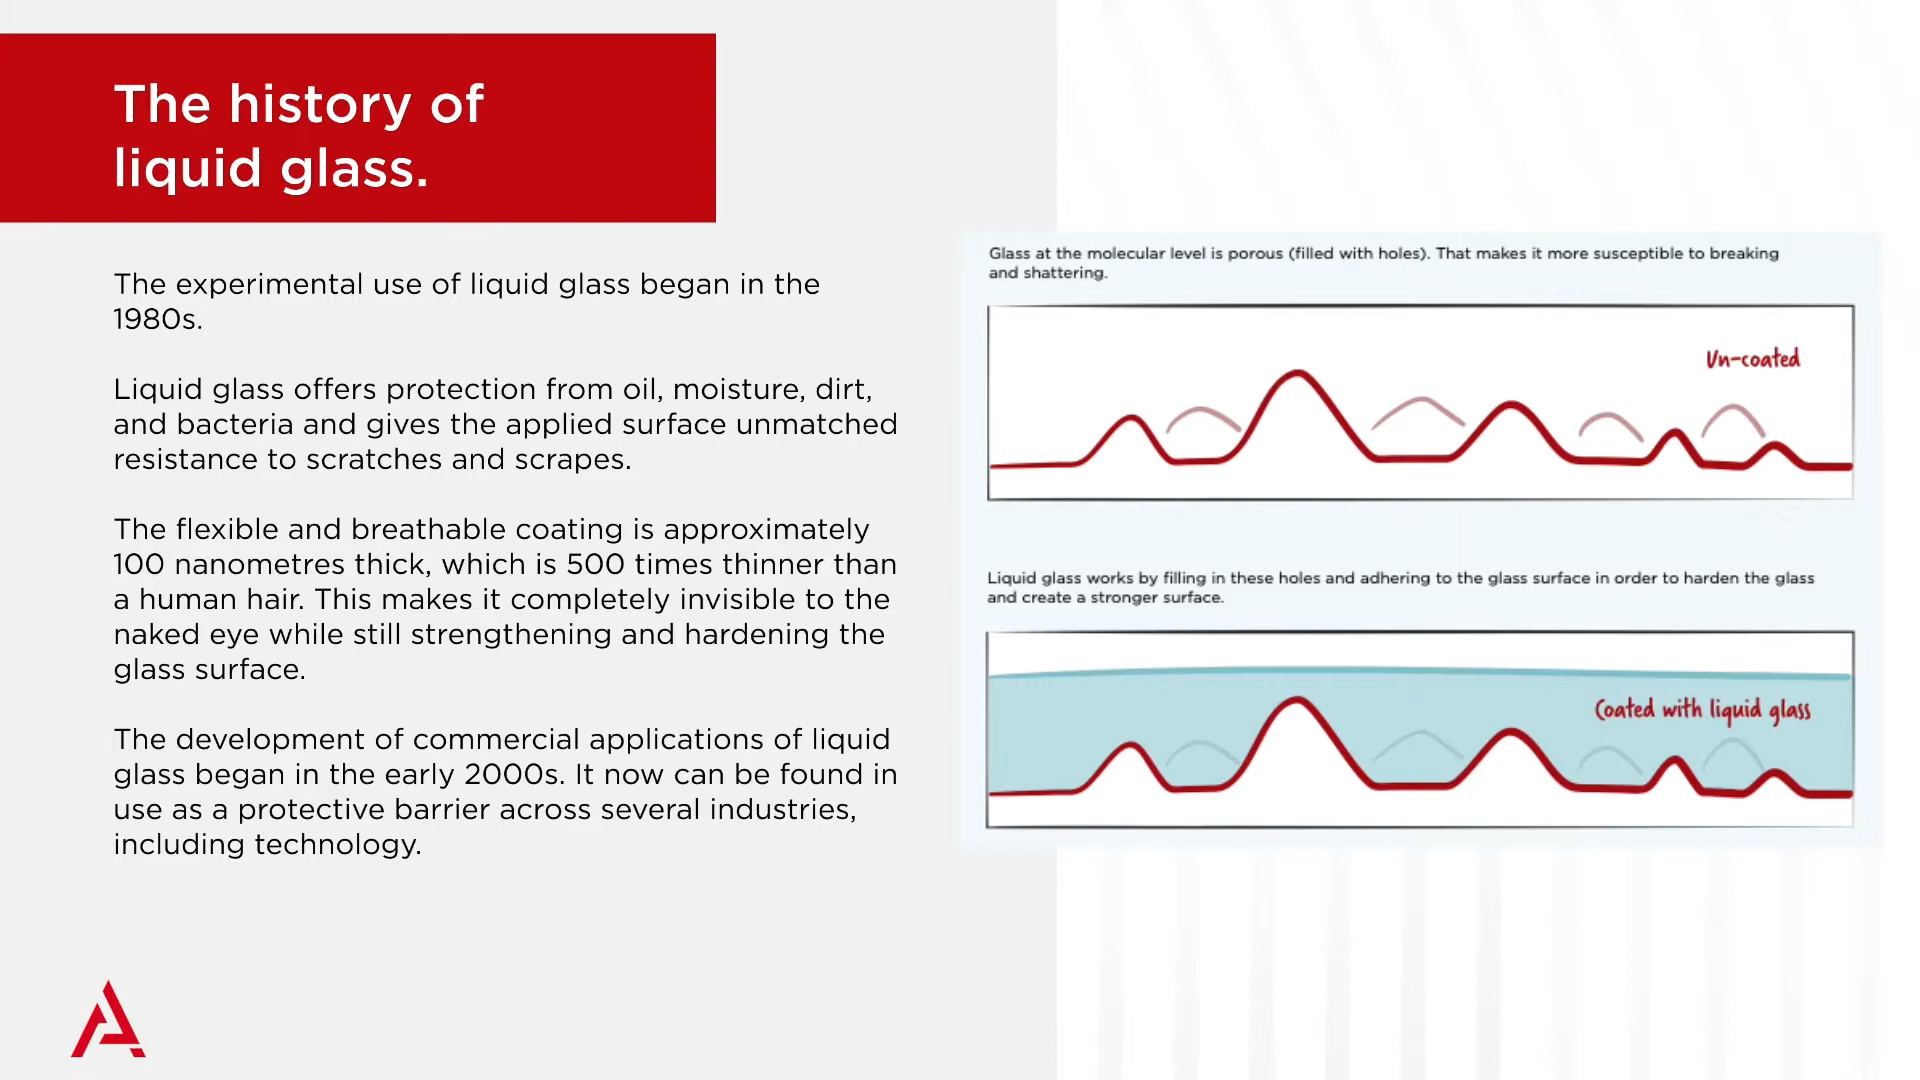 The history of
liquid glass.
The experimental use of liquid glass began in the
1980s.
Liquid glass offers protection from oil, moisture, dirt,
and bacteria and gives the applied surface unmatched
resistance to scratches and scrapes.
The flexible and breathable coating is approximately
100 nanometres thick, which is 500 times thinner than
a human hair. This makes it completely invisible to the
naked eye while still strengthening and hardening the
glass surface.
The development of commercial applications of liquid
glass began in the early 2000s. It now can be found in
use as a protective barrier across several industries,
including technology.
Glass at the molecular level is porous (filled with holes). That makes it more susceptible to breaking
and shattering.
Un-coated
Liquid glass works by filling in these holes and adhering to the glass surface in order to harden the glass
and create a stronger surface.
Coated with liquid glass